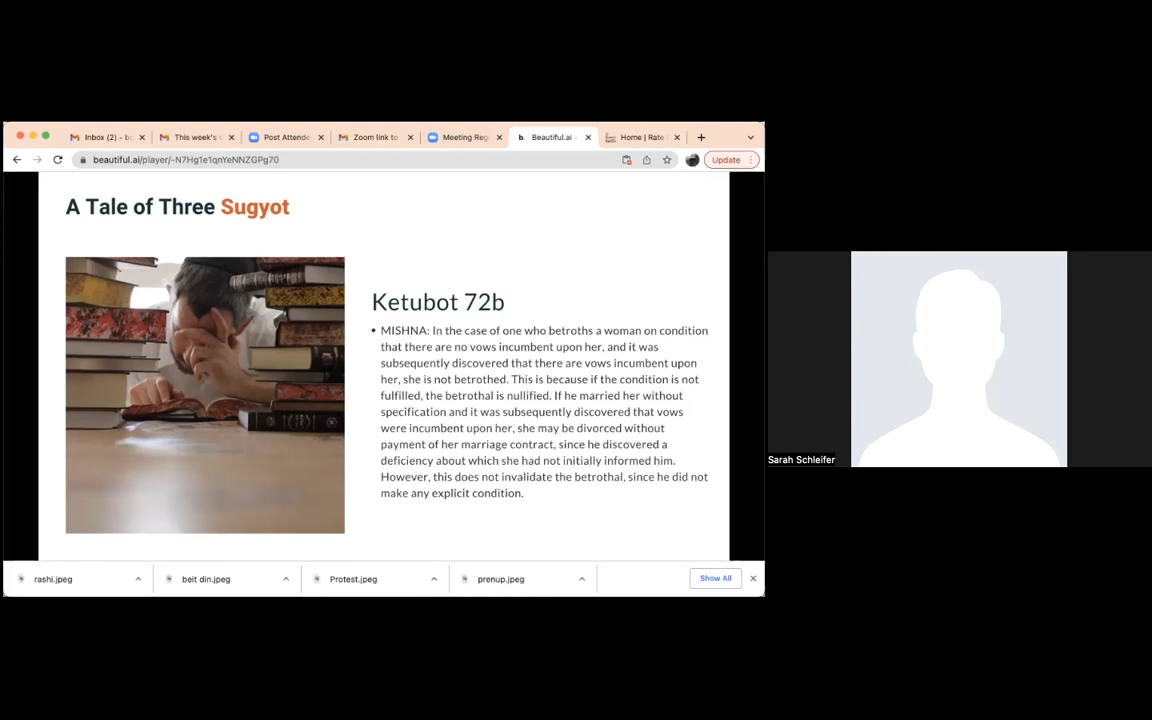 Inbox (2) - bo
This week's
Post Attende
Zoom link to
Meeting Reg
b. Beautiful.ai -
Home | Rate
beautiful.ai/player/-N7Hg1e1qnYeNNZGPg70
Update
A Tale of Three Sugyot
Ketubot 72b
• MISHNA: In the case of one who betroths a woman on condition
that there are no vows incumbent upon her, and it was
subsequently discovered that there are vows incumbent upon
her, she is not betrothed. This is because if the condition is not
fulfilled, the betrothal is nullified. If he married her without
specification and it was subsequently discovered that vows
were incumbent upon her, she may be divorced without
payment of her marriage contract, since he discovered a
deficiency about which she had not initially informed him.
However, this does not invalidate the betrothal, since he did not
make any explicit condition.
Sarah Schleifer
rashi.jpeg
beit din.jpeg
Protest.jpeg
prenup.jpeg
Show All